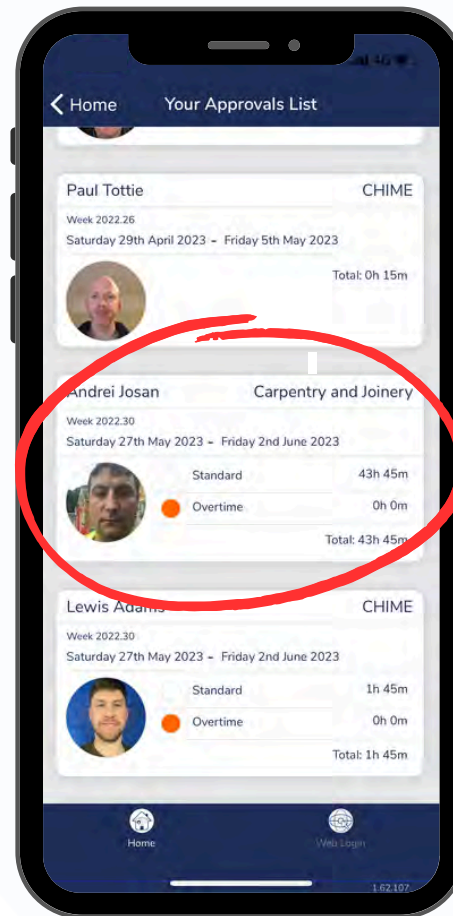 4G
Home Your Approvals List
Paul Tottie CHIME
Week 2022.26
Saturday 29th April 2023 - Friday 5th May 2023
Total: 0h 15m
Andrei Josan Carpentry and Joinery
Week 2022.30
Saturday 27th May 2023 - Friday 2nd June 2023
Standard 43h 45m
Overtime 0h 0m
Total: 43h 45m
Lewis Adams CHIME
Week 2022.30
Saturday 27th May 2023 - Friday 2nd June 2023
Standard 1h 45m
Overtime 0h 0m
Total: 1h 45m
Home Web Login
1.62.107